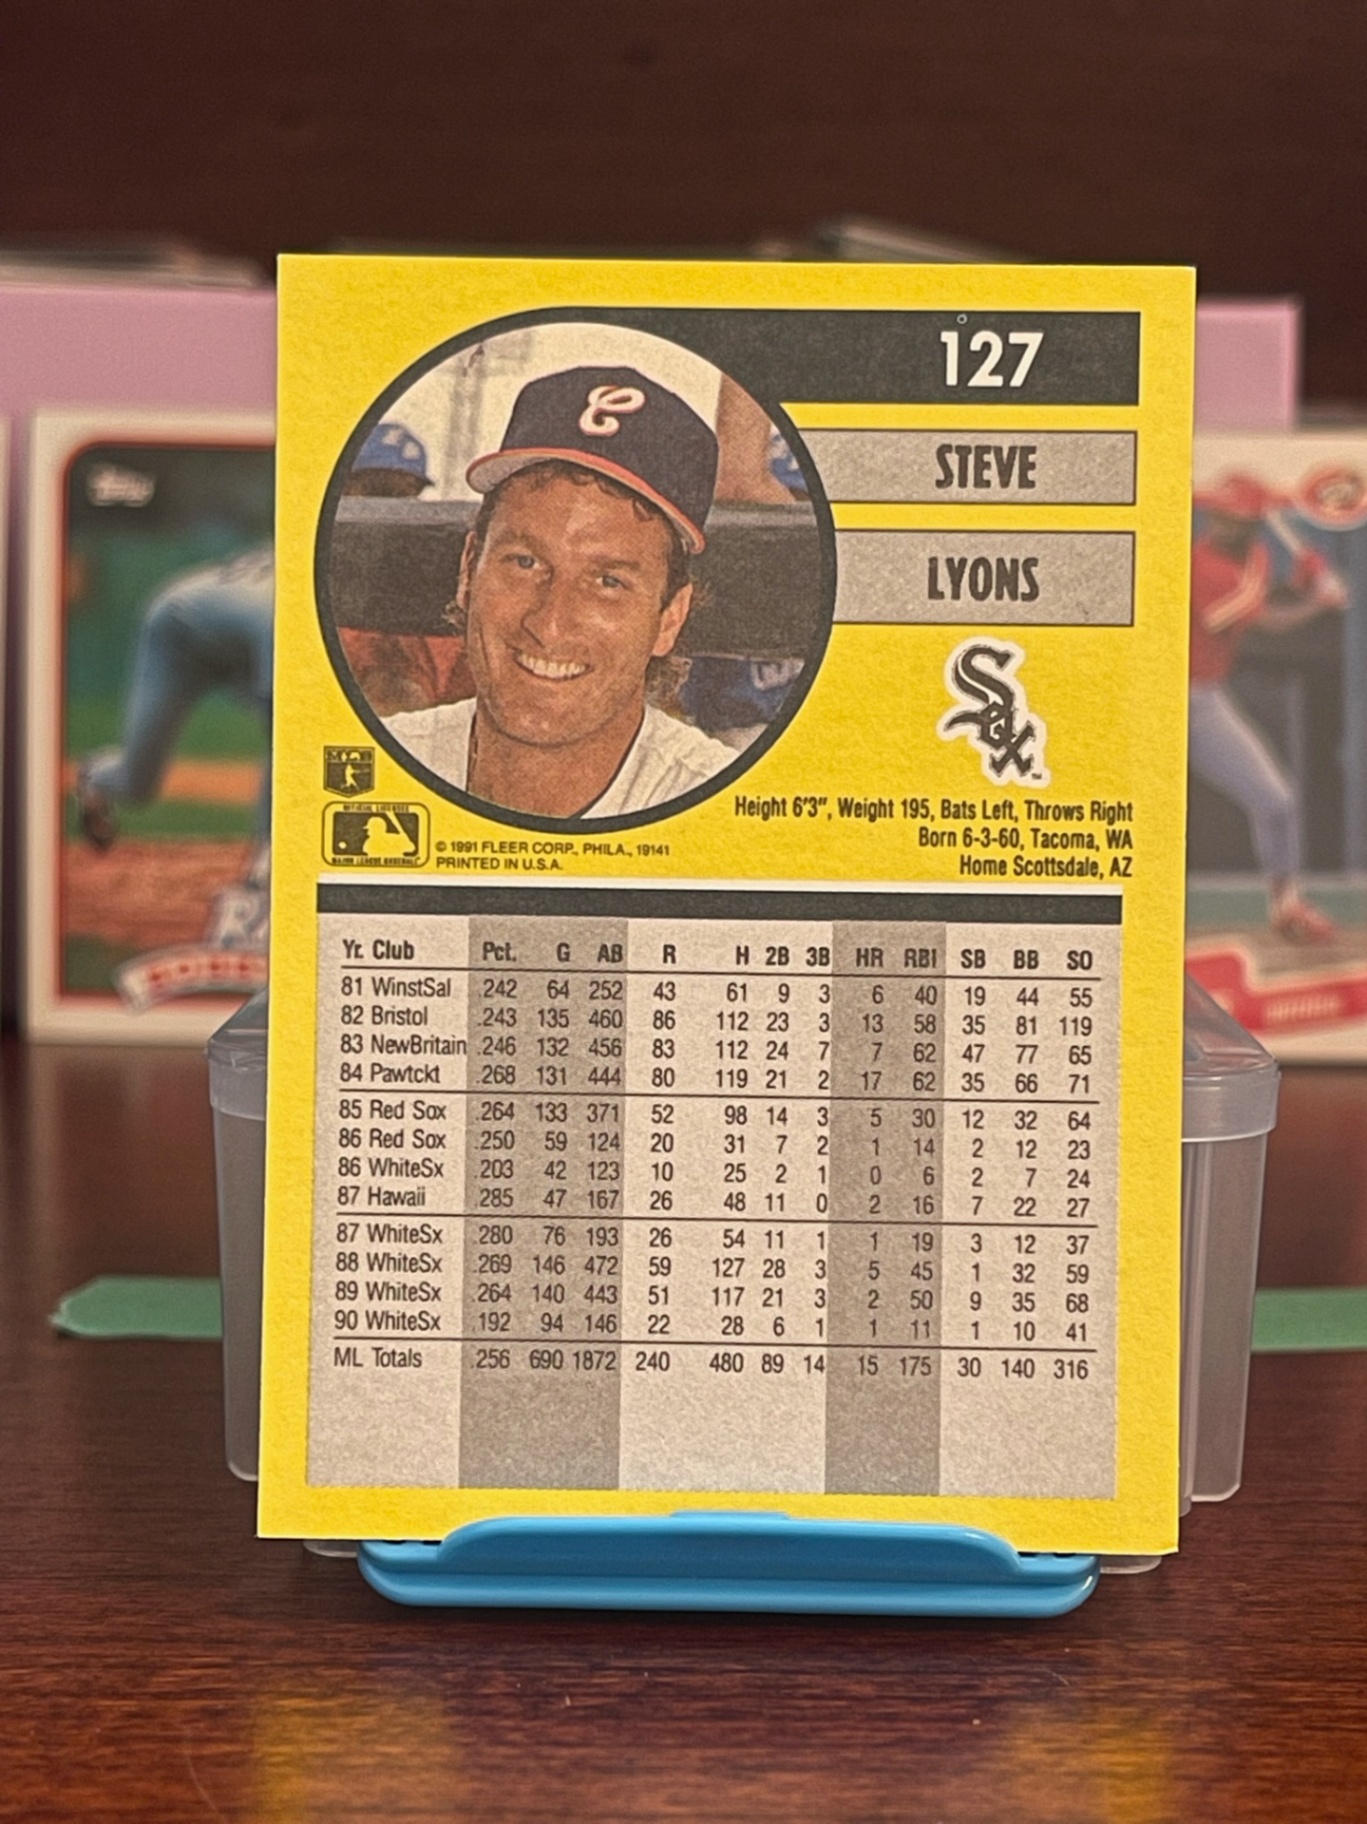 127
STEVE
LYONS
Sox
™
MLB
OFFICIAL LICENSEE
MAJOR LEAGUE BASEBALL
© 1991 FLEER CORP., PHILA., 19141
PRINTED IN U.S.A.
Height 6'3", Weight 195, Bats Left, Throws Right
Born 6-3-60, Tacoma, WA
Home Scottsdale, AZ
Yr. Club Pct. G AB R H 2B 3B HR RBI SB BB SO
81 WinstSal .242 64 252 43 61 9 3 6 40 19 44 55
82 Bristol .243 135 460 86 112 23 3 13 58 35 81 119
83 NewBritain .246 132 456 83 112 24 7 7 62 47 77 65
84 Pawtckt .268 131 444 80 119 21 2 17 62 35 66 71
85 Red Sox .264 133 371 52 98 14 3 5 30 12 32 64
86 Red Sox .250 59 124 20 31 7 2 1 14 2 12 23
86 WhiteSx .203 42 123 10 25 2 1 0 6 2 7 24
87 Hawaii .285 47 167 26 48 11 0 2 16 7 22 27
87 WhiteSx .280 76 193 26 54 11 1 1 19 3 12 37
88 WhiteSx .269 146 472 59 127 28 3 5 45 1 32 59
89 WhiteSx .264 140 443 51 117 21 3 2 50 9 35 68
90 WhiteSx .192 94 146 22 28 6 1 1 11 1 10 41
ML Totals .256 690 1872 240 480 89 14 15 175 30 140 316
C
Topps